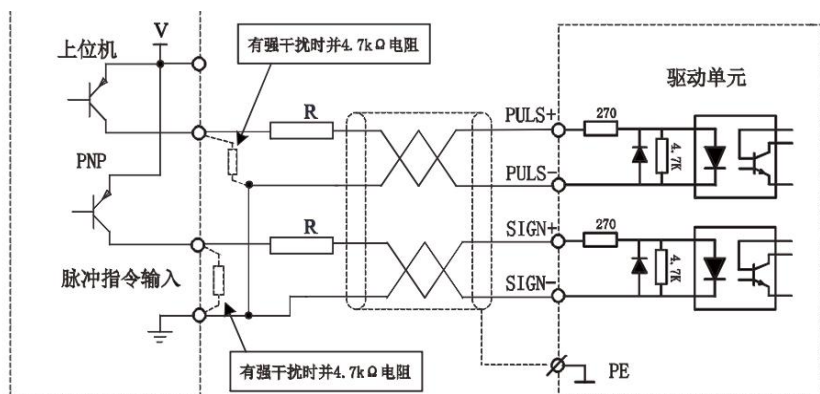 上位机
V
有强干扰时并4.7kΩ电阻
驱动单元
R
PULS+
270
4.7K
PNP
PULS-
R
SIGN+
270
4.7K
脉冲指令输入
SIGN-
有强干扰时并4.7kΩ电阻
PE